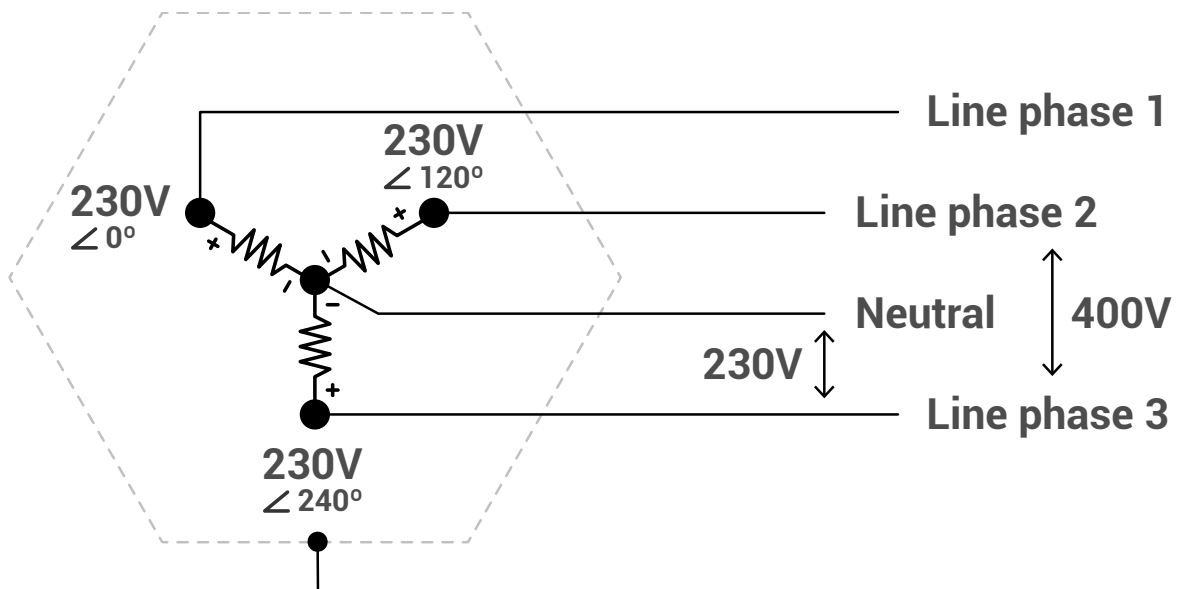 Line phase 1
230V
∠ 120º
230V
∠ 0º
+
+
Line phase 2
-
-
-
Neutral
400V
230V
+
Line phase 3
230V
∠ 240º